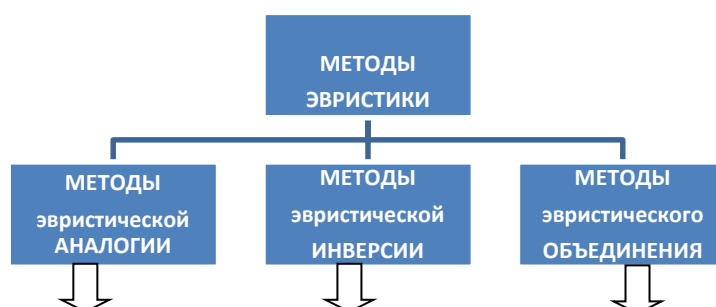 МЕТОДЫ
ЭВРИСТИКИ
МЕТОДЫ
эвристической
АНАЛОГИИ
МЕТОДЫ
эвристической
ИНВЕРСИИ
МЕТОДЫ
эвристического
ОБЪЕДИНЕНИЯ